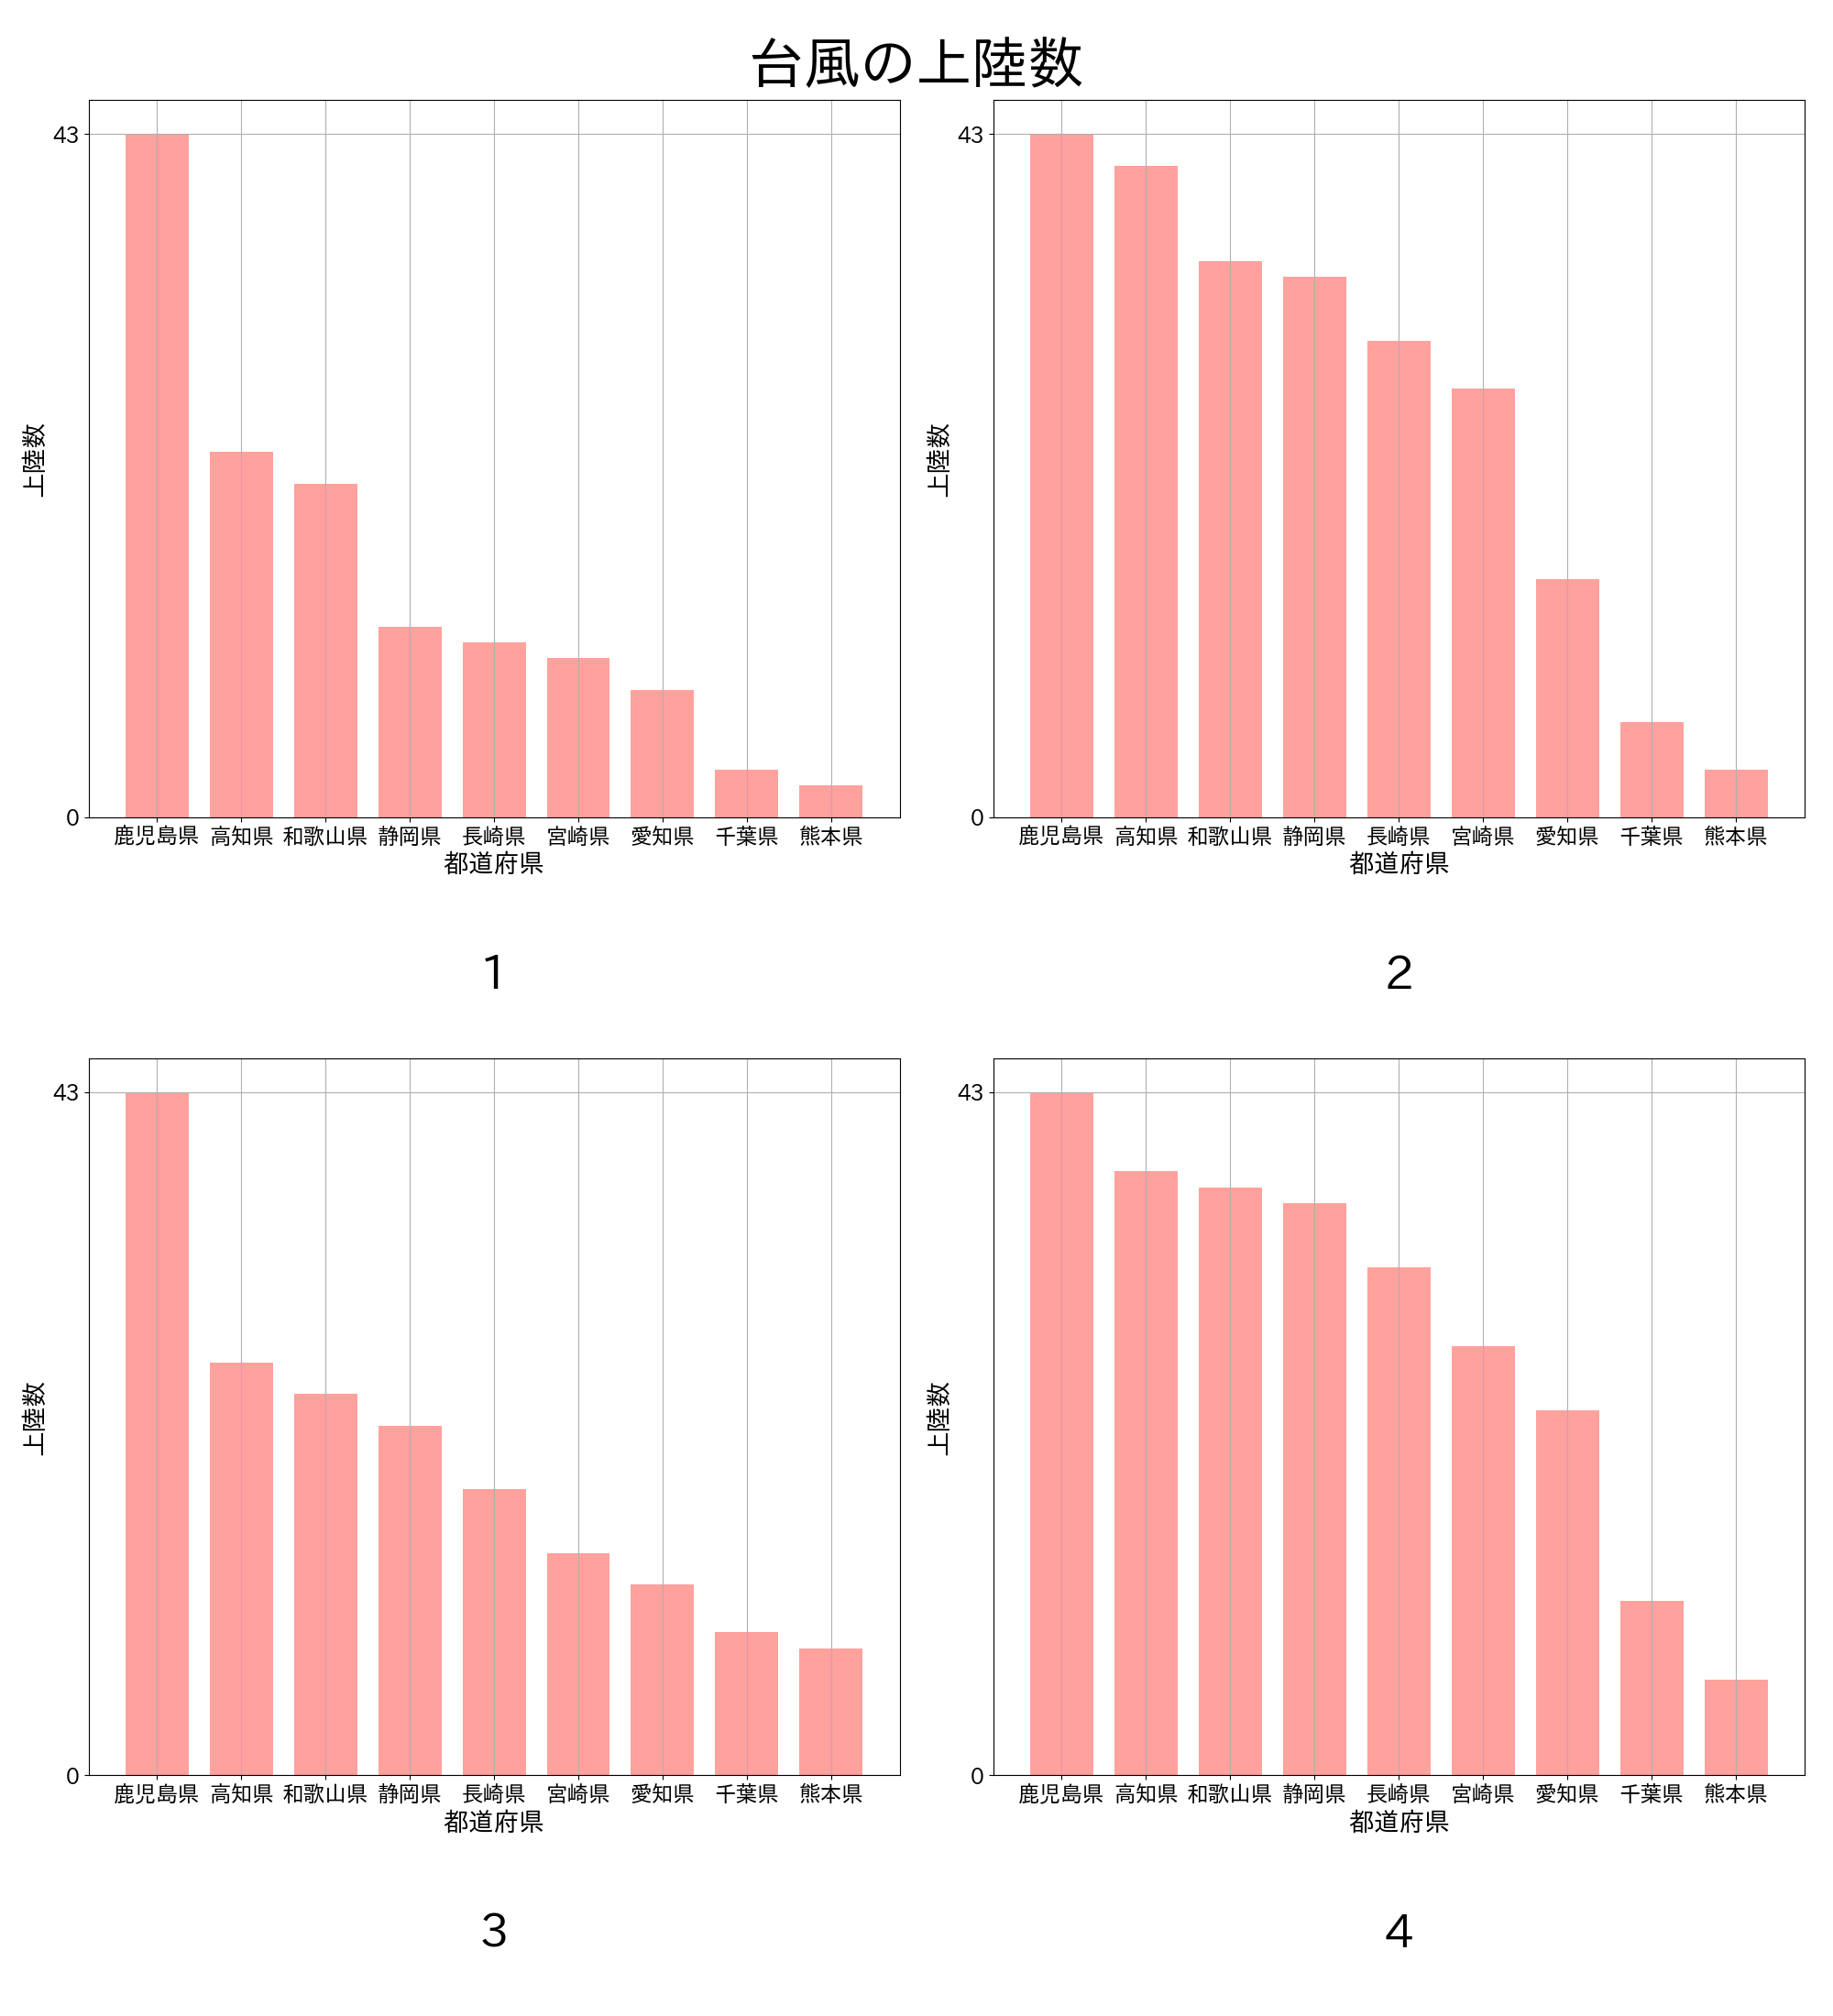 台風の上陸数
43
0
上陸数
鹿児島県 高知県 和歌山県 静岡県 長崎県 宮崎県 愛知県 千葉県 熊本県
都道府県
1
43
0
上陸数
鹿児島県 高知県 和歌山県 静岡県 長崎県 宮崎県 愛知県 千葉県 熊本県
都道府県
2
43
0
上陸数
鹿児島県 高知県 和歌山県 静岡県 長崎県 宮崎県 愛知県 千葉県 熊本県
都道府県
3
43
0
上陸数
鹿児島県 高知県 和歌山県 静岡県 長崎県 宮崎県 愛知県 千葉県 熊本県
都道府県
4